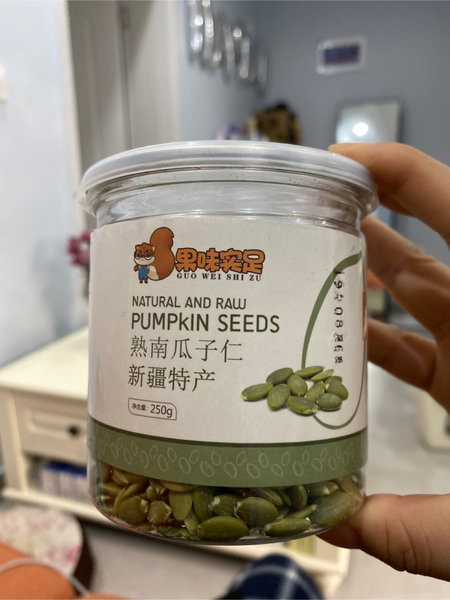 果味实足
GUO WEI SHI ZU
NATURAL AND RAW
PUMPKIN SEEDS
熟南瓜子仁
新疆特产
净含量: 250g